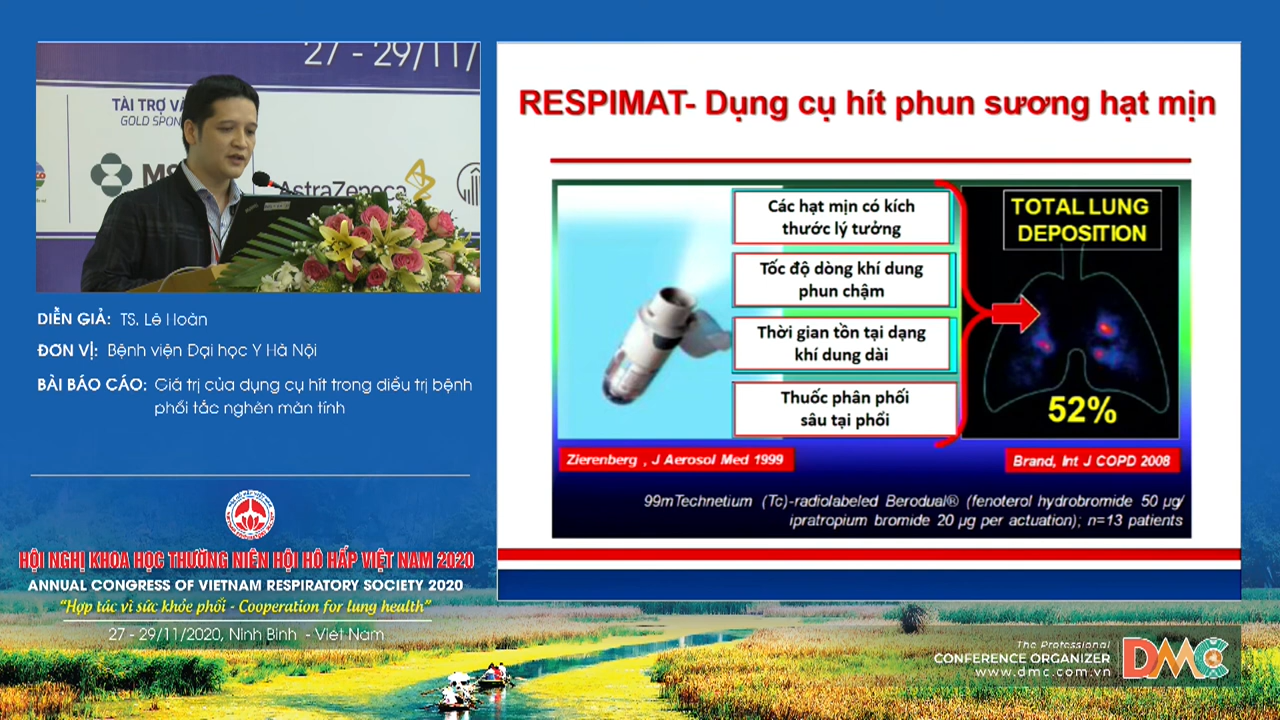 27 - 29/11/
TÀI TRỢ VÀ
GOLD SPON
MS
AstraZeneca
DIỄN GIẢ: TS. Lê Hoàn
ĐƠN VỊ: Bệnh viện Đại học Y Hà Nội
BÀI BÁO CÁO: Giá trị của dụng cụ hít trong điều trị bệnh
phổi tắc nghẽn mãn tính
HỘI NGHỊ KHOA HỌC THƯỜNG NIÊN HỘI HÔ HẤP VIỆT NAM 2020
ANNUAL CONGRESS OF VIETNAM RESPIRATORY SOCIETY 2020
“Hợp tác vì sức khỏe phổi - Cooperation for lung health”
27 - 29/11/2020, Ninh Bình - Việt Nam
RESPIMAT- Dụng cụ hít phun sương hạt mịn
Các hạt mịn có kích
thước lý tưởng
Tốc độ dòng khí dung
phun chậm
Thời gian tồn tại dạng
khí dung dài
Thuốc phân phối
sâu tại phổi
TOTAL LUNG
DEPOSITION
52%
Zierenberg , J Aerosol Med 1999
Brand, Int J COPD 2008
99mTechnetium (Tc)-radiolabeled Berodual® (fenoterol hydrobromide 50 µg/
ipratropium bromide 20 µg per actuation); n=13 patients
The Professional
CONFERENCE ORGANIZER
www.dmc.com.vn
DMC